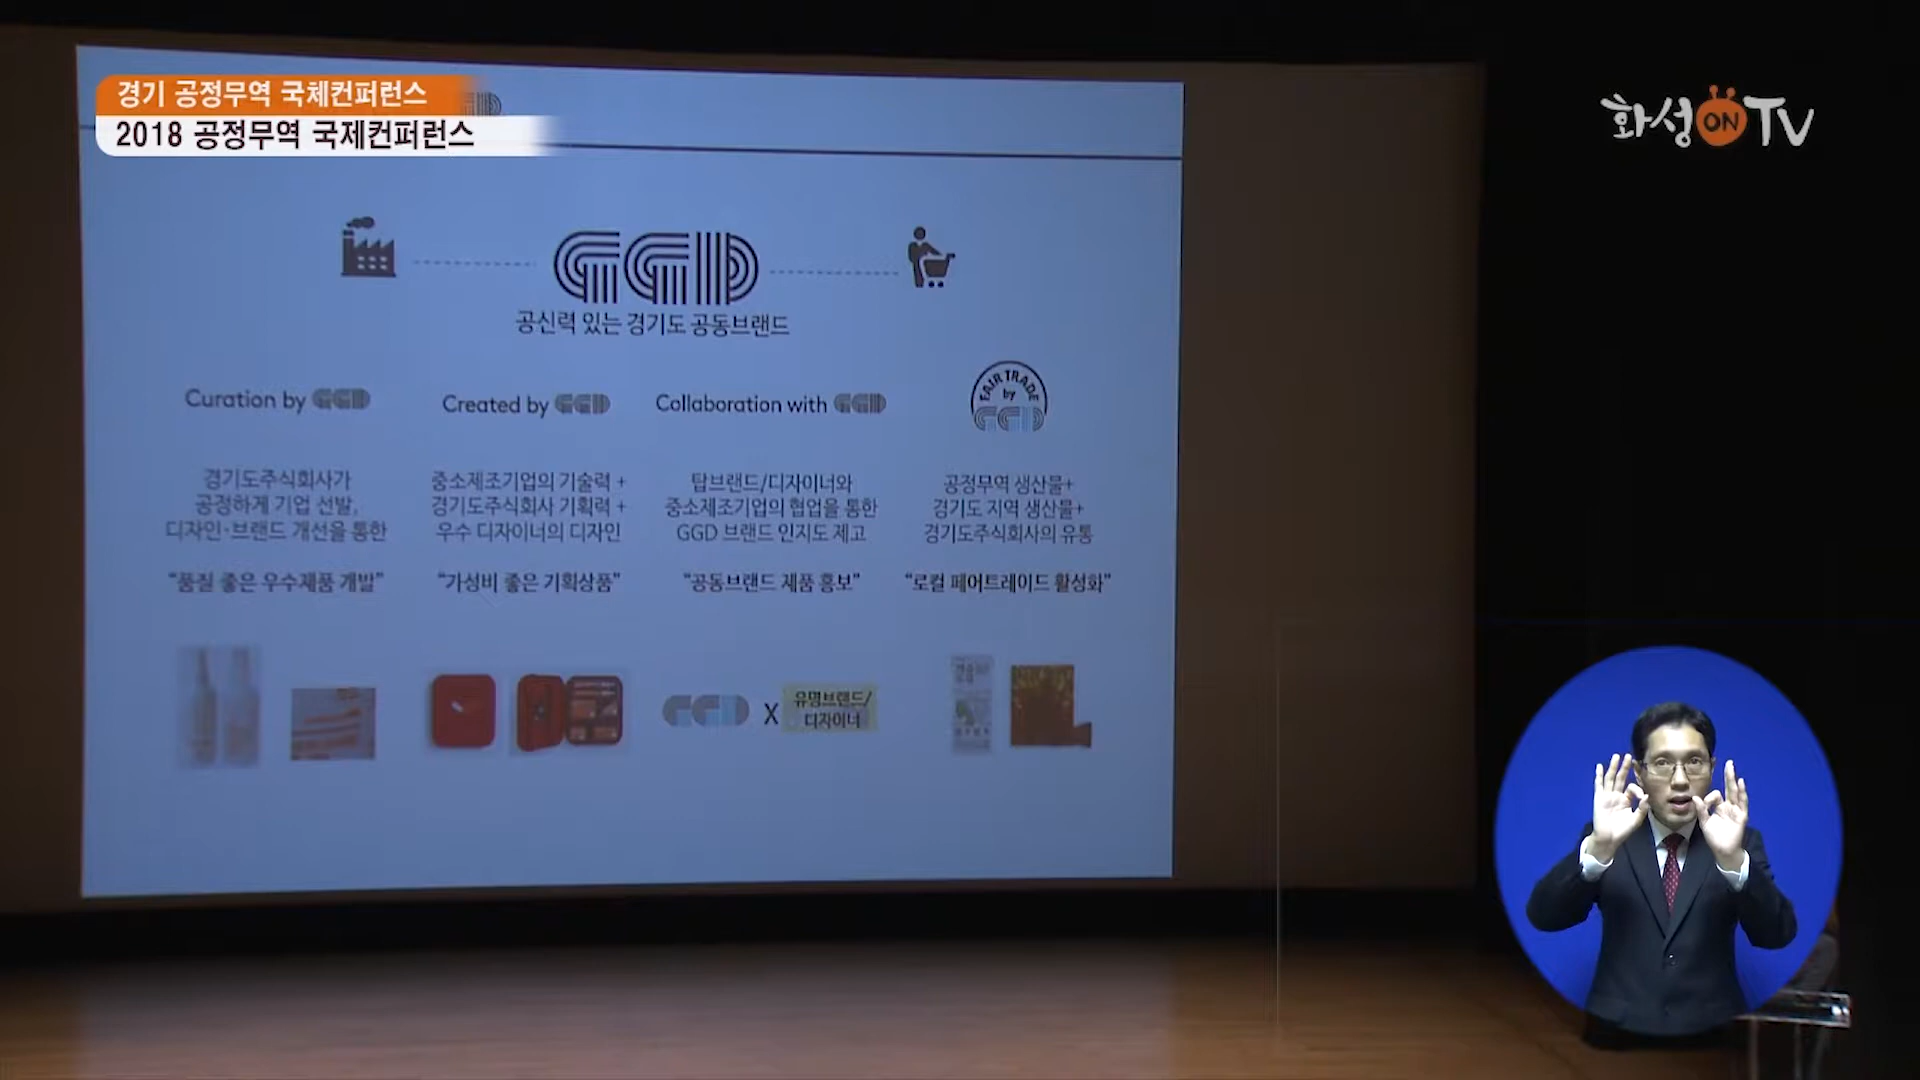 경기 공정무역 국체컨퍼런스
2018 공정무역 국제컨퍼런스
화성ONTV
GGD
공신력 있는 경기도 공동브랜드
Curation by GGD
Created by GGD
Collaboration with GGD
FAIR TRADE
by
GGD
경기도주식회사가
공정하게 기업 선발,
디자인·브랜드 개선을 통한
"품질 좋은 우수제품 개발"
중소제조기업의 기술력 +
경기도주식회사 기획력 +
우수 디자이너의 디자인
"가성비 좋은 기획상품"
탑브랜드/디자이너와
중소제조기업의 협업을 통한
GGD 브랜드 인지도 제고
"공동브랜드 제품 홍보"
공정무역 생산물+
경기도 지역 생산물+
경기도주식회사의 유통
"로컬 페어트레이드 활성화"
GGD X 유명브랜드/
디자이너